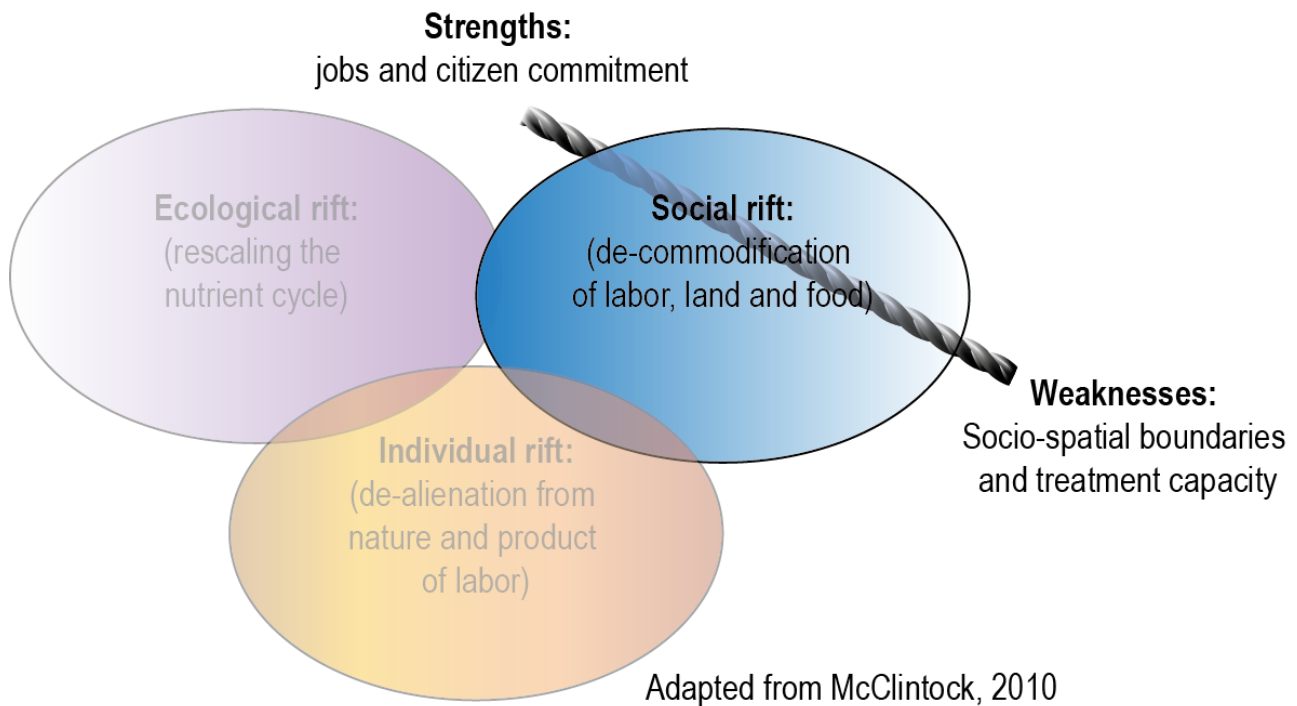 Strengths:
jobs and citizen commitment
Ecological rift:
(rescaling the
nutrient cycle)
Social rift:
(de-commodification
of labor, land and food)
Weaknesses:
Socio-spatial boundaries
and treatment capacity
Individual rift:
(de-alienation from
nature and product
of labor)
Adapted from McClintock, 2010